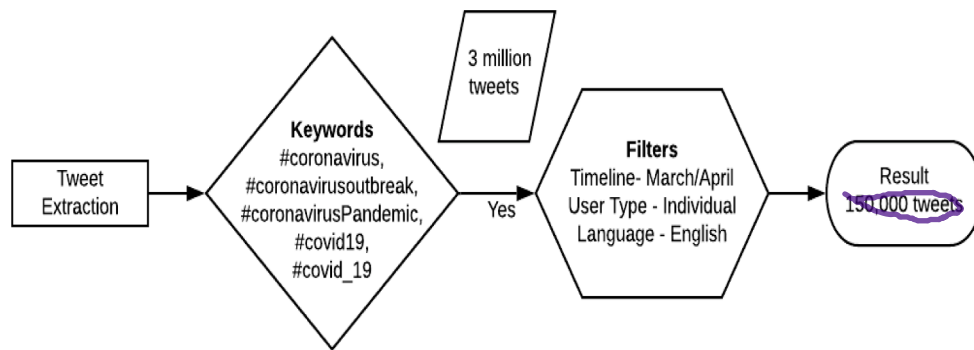 Tweet
Extraction
Keywords
#coronavirus,
#coronavirusoutbreak,
#coronavirusPandemic,
#covid19,
#covid_19
3 million
tweets
Yes
Filters
Timeline- March/April
User Type - Individual
Language - English
Result
150,000 tweets